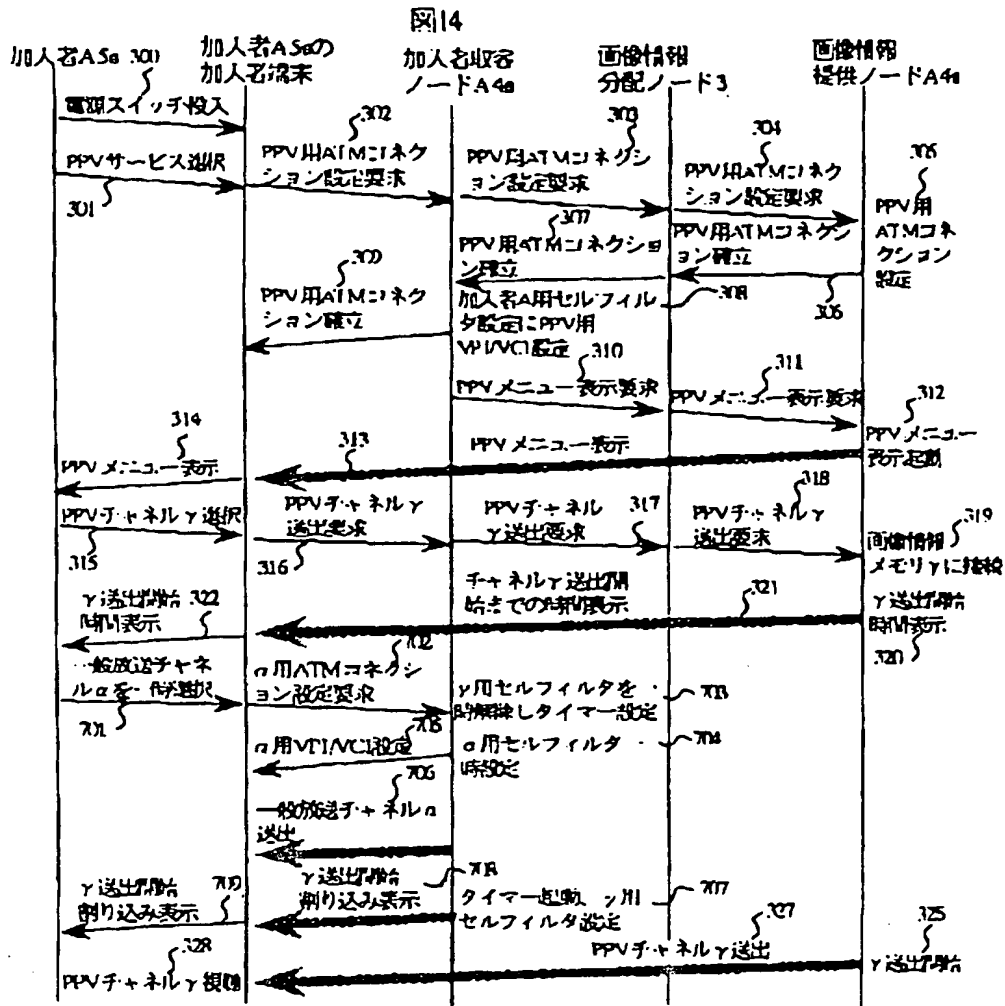 図14
加入者A5a 300
加入者A5aの
加入者端末
加入者収容
ノードA4a
画像情報
分配ノード3
画像情報
提供ノードA4a
電源スイッチ投入
PPVサービス選択
301
302
PPV用ATMコネク
ション設定要求
303
PPV用ATMコネクシ
ョン設定要求
304
PPV用ATMコネク
ション設定要求
305
PPV用
ATMコネ
クション
設定
306
PPV用ATMコネクシ
ョン確立
307
PPV用ATMコネクショ
ン確立
308
加入者A用セルフィル
タ設定にPPV用
VPI/VCI設定
309
PPV用ATMコネク
ション確立
310
PPVメニュー表示要求
311
PPVメニュー表示要求
312
PPVメニュー
表示起動
313
PPVメニュー表示
314
PPVメニュー表示
PPVチャネルγ選択
315
PPVチャネルγ
送出要求
316
PPVチャネル
γ送出要求
317
PPVチャネルγ
送出要求
318
319
画像情報
メモリγに接続
γ送出開始
時間表示
320
チャネルγ送出開
始までの時間表示
321
γ送出開始
時間表示
322
一般放送チャネ
ルαを一時選択
701
702
α用ATMコネクシ
ョン設定要求
γ用セルフィルタを一
時解除しタイマー設定
703
α用セルフィルタ一
時設定
704
705
α用VPI/VCI設定
706
一般放送チャネルα
送出
タイマー起動 γ用
セルフィルタ設定
707
708
γ送出開始
割り込み表示
709
γ送出開始
割り込み表示
325
γ送出開始
327
PPVチャネルγ送出
328
PPVチャネルγ視聴